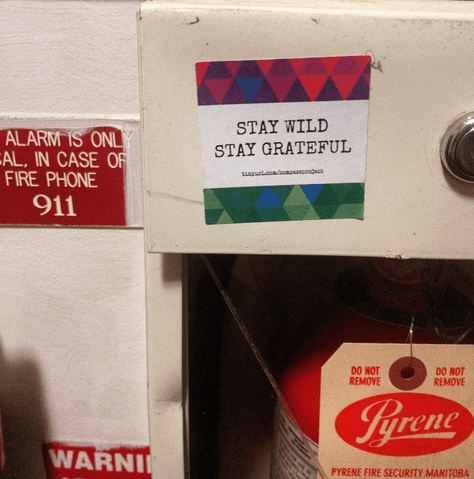 ALARM IS ONLY
CAL, IN CASE OF
FIRE PHONE
911
STAY WILD
STAY GRATEFUL
tinyurl.com/compassproject
DO NOT
REMOVE
DO NOT
REMOVE
Pyrene
PYRENE FIRE SECURITY MANITOBA
WARNI